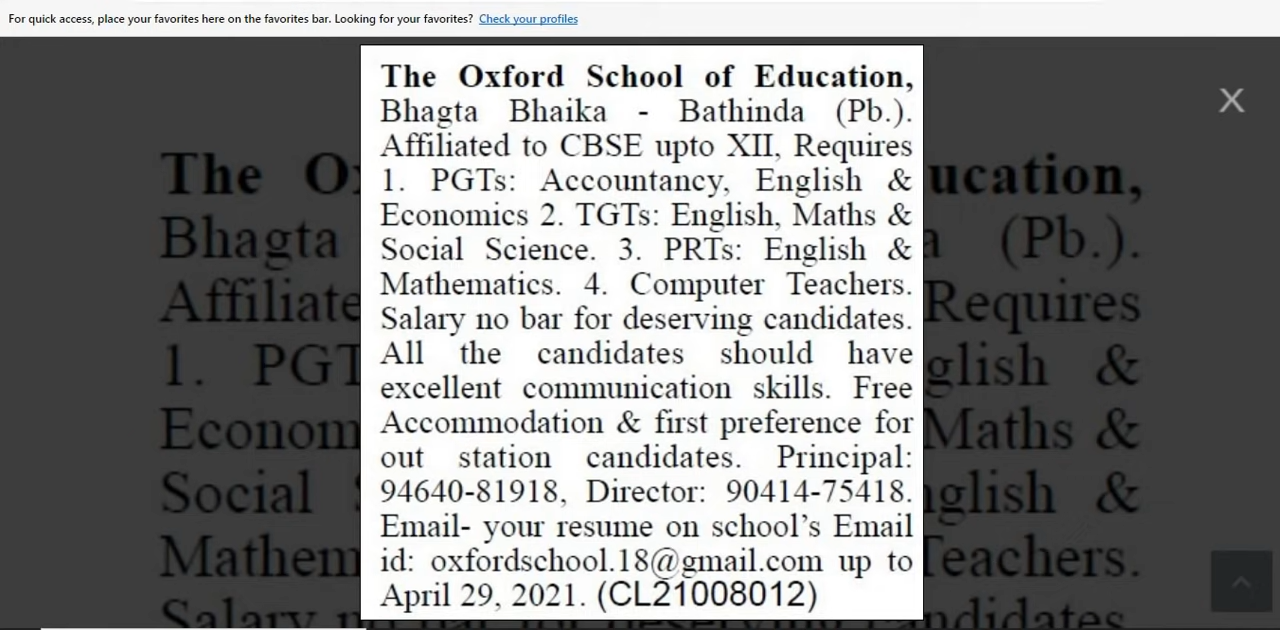 For quick access, place your favorites here on the favorites bar. Looking for your favorites? Check your profiles
The Oxford School of Education,
Bhagta Bhaika - Bathinda (Pb.).
Affiliated to CBSE upto XII, Requires
1. PGTs: Accountancy, English &
Economics 2. TGTs: English, Maths &
Social Science. 3. PRTs: English &
Mathematics. 4. Computer Teachers.
Salary no bar for deserving candidates.
All the candidates should have
excellent communication skills. Free
Accommodation & first preference for
out station candidates. Principal:
94640-81918, Director: 90414-75418.
Email- your resume on school’s Email
id: oxfordschool.18@gmail.com up to
April 29, 2021. (CL21008012)